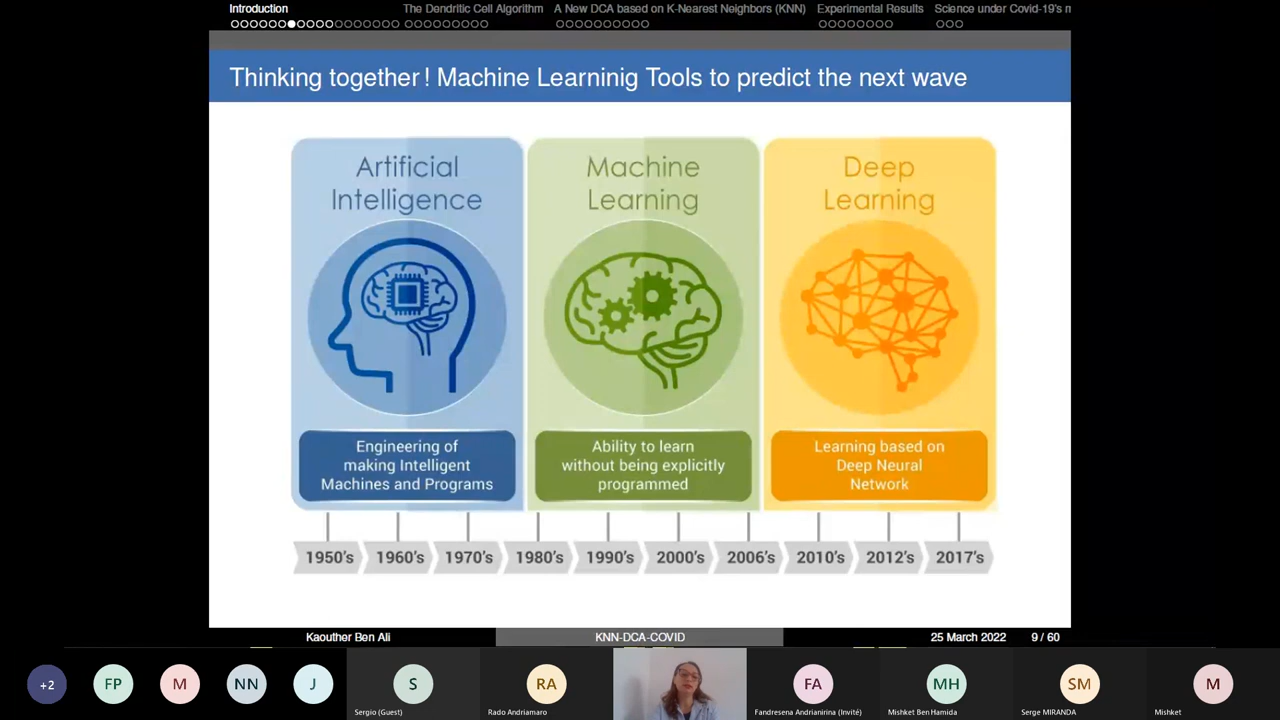 Introduction
The Dendritic Cell Algorithm
A New DCA based on K-Nearest Neighbors (KNN)
Experimental Results
Science under Covid-19's
Thinking together ! Machine Learninig Tools to predict the next wave
Artificial
Intelligence
Engineering of
making Intelligent
Machines and Programs
Machine
Learning
Ability to learn
without being explicitly
programmed
Deep
Learning
Learning based on
Deep Neural
Network
1950's 1960's 1970's 1980's 1990's 2000's 2006's 2010's 2012's 2017's
Kaouther Ben Ali
KNN-DCA-COVID
25 March 2022
9 / 60
+2
FP
M
NN
J
S
Sergio (Guest)
RA
Rado Andriamaro
FA
Fandresena Andrianirina (Invité)
MH
Mishket Ben Hamida
SM
Serge MIRANDA
M
Mishket